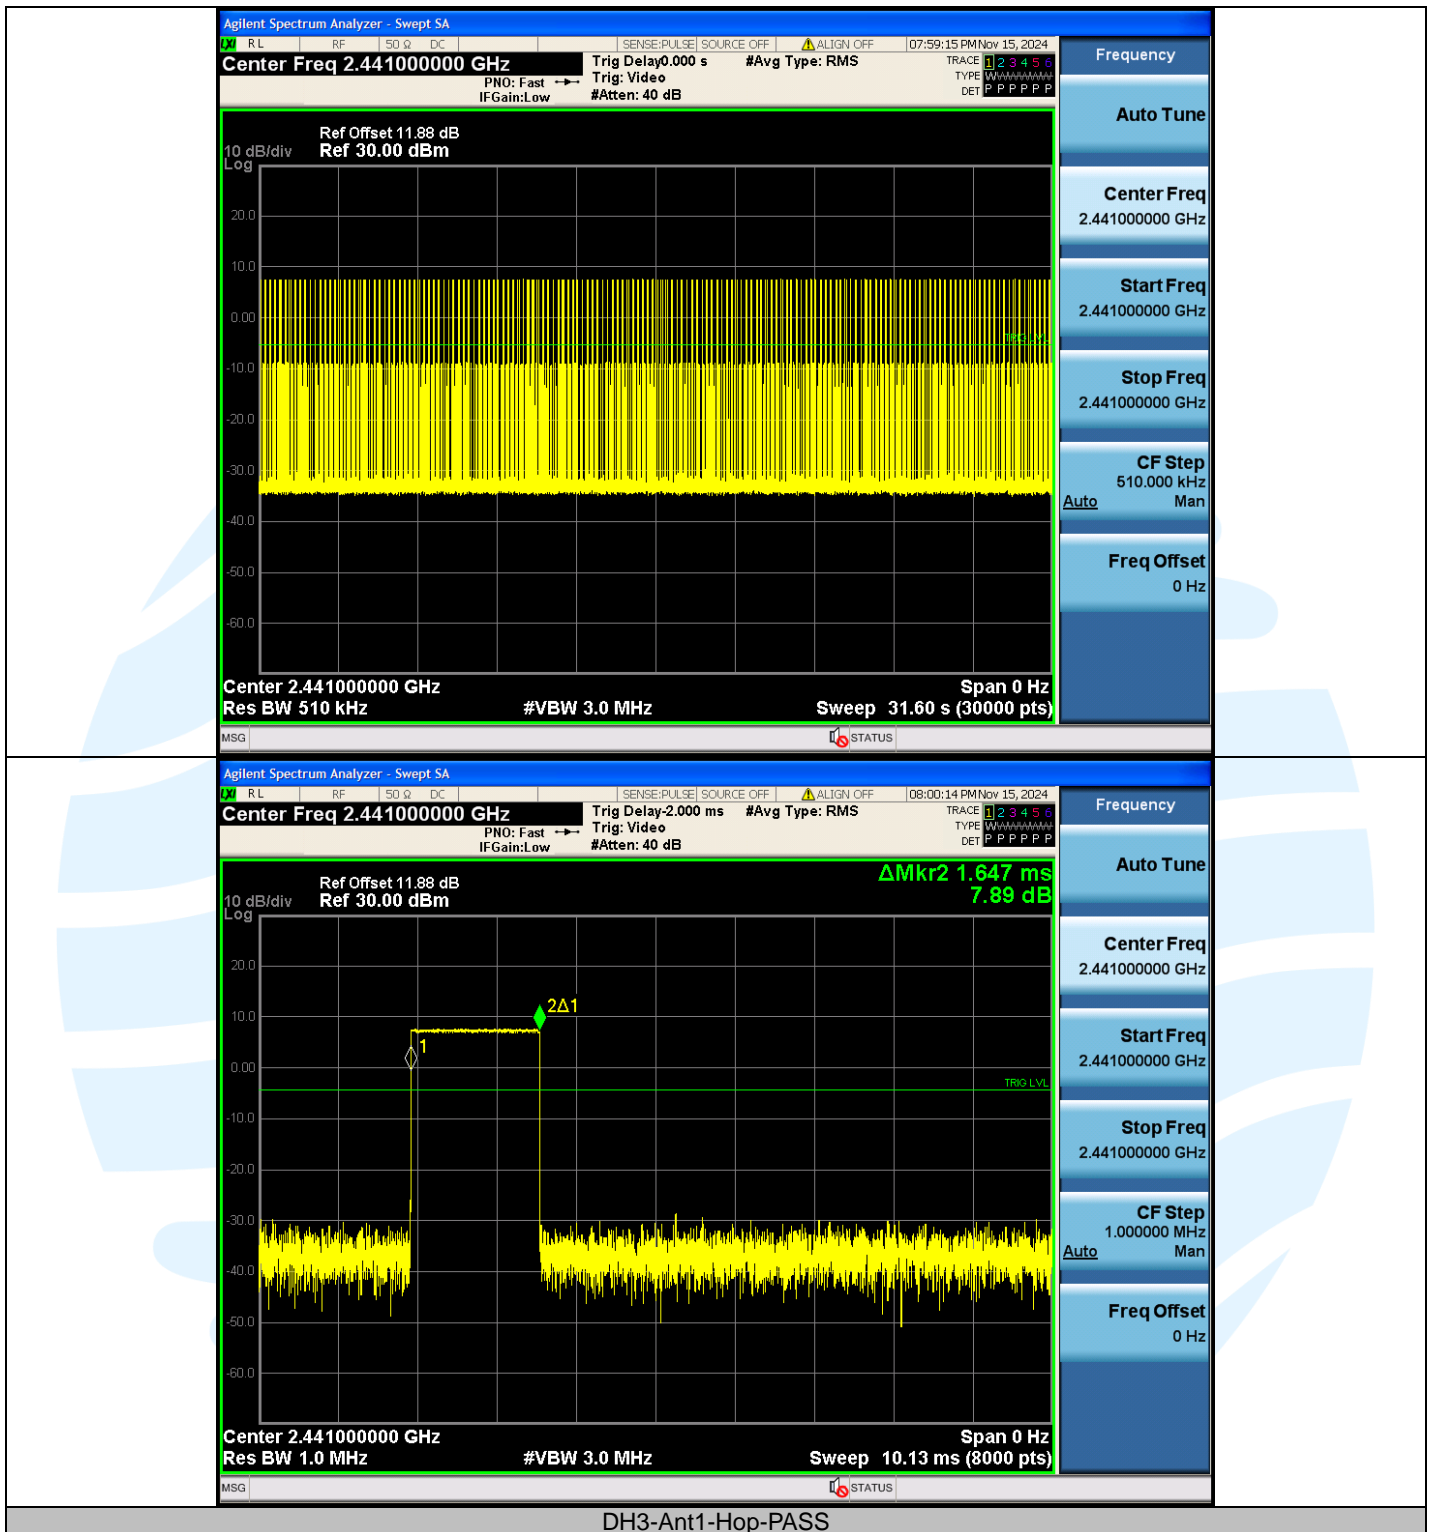 Agilent Spectrum Analyzer - Swept SA
LXI RL RF 50 Ω DC SENSE:PULSE SOURCE OFF ALIGN OFF 07:59:15 PM Nov 15, 2024
Center Freq 2.441000000 GHz
PNO: Fast
IFGain:Low
Trig Delay0.000 s #Avg Type: RMS
Trig: Video
#Atten: 40 dB
TRACE 1 2 3 4 5 6
TYPE WWWWWW
DET P P P P P P
Ref Offset 11.88 dB
10 dB/div Ref 30.00 dBm
Log
20.0
10.0
0.00
TRIG LVL
-10.0
-20.0
-30.0
-40.0
-50.0
-60.0
Center 2.441000000 GHz Span 0 Hz
Res BW 510 kHz #VBW 3.0 MHz Sweep 31.60 s (30000 pts)
MSG STATUS
Frequency
Auto Tune
Center Freq
2.441000000 GHz
Start Freq
2.441000000 GHz
Stop Freq
2.441000000 GHz
CF Step
510.000 kHz
Auto Man
Freq Offset
0 Hz
Agilent Spectrum Analyzer - Swept SA
LXI RL RF 50 Ω DC SENSE:PULSE SOURCE OFF ALIGN OFF 08:00:14 PM Nov 15, 2024
Center Freq 2.441000000 GHz
PNO: Fast
IFGain:Low
Trig Delay-2.000 ms #Avg Type: RMS
Trig: Video
#Atten: 40 dB
TRACE 1 2 3 4 5 6
TYPE WWWWWW
DET P P P P P P
ΔMkr2 1.647 ms
7.89 dB
Ref Offset 11.88 dB
10 dB/div Ref 30.00 dBm
Log
20.0
2Δ1
10.0
1
0.00
TRIG LVL
-10.0
-20.0
-30.0
-40.0
-50.0
-60.0
Center 2.441000000 GHz Span 0 Hz
Res BW 1.0 MHz #VBW 3.0 MHz Sweep 10.13 ms (8000 pts)
MSG STATUS
Frequency
Auto Tune
Center Freq
2.441000000 GHz
Start Freq
2.441000000 GHz
Stop Freq
2.441000000 GHz
CF Step
1.000000 MHz
Auto Man
Freq Offset
0 Hz
DH3-Ant1-Hop-PASS